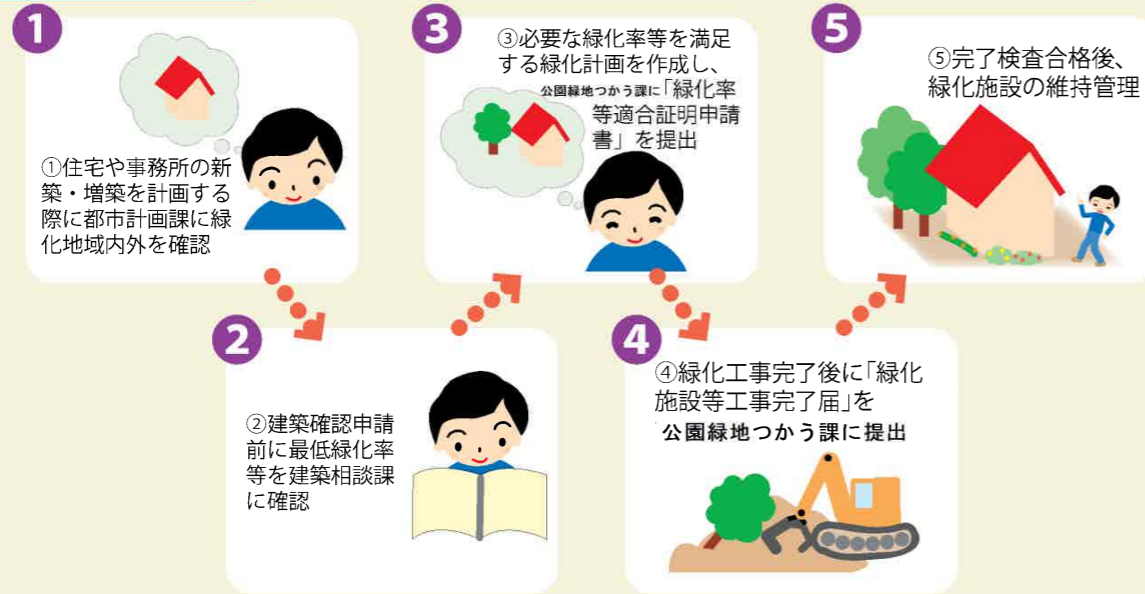 1
①住宅や事務所の新
築・増築を計画する
際に都市計画課に緑
化地域内外を確認
2
②建築確認申請
前に最低緑化率
等を建築相談課
に確認
3
③必要な緑化率等を満足
する緑化計画を作成し、
公園緑地つかう課に「緑化率
等適合証明申請
書」を提出
4
④緑化工事完了後に「緑化
施設等工事完了届」を
公園緑地つかう課に提出
5
⑤完了検査合格後、
緑化施設の維持管理